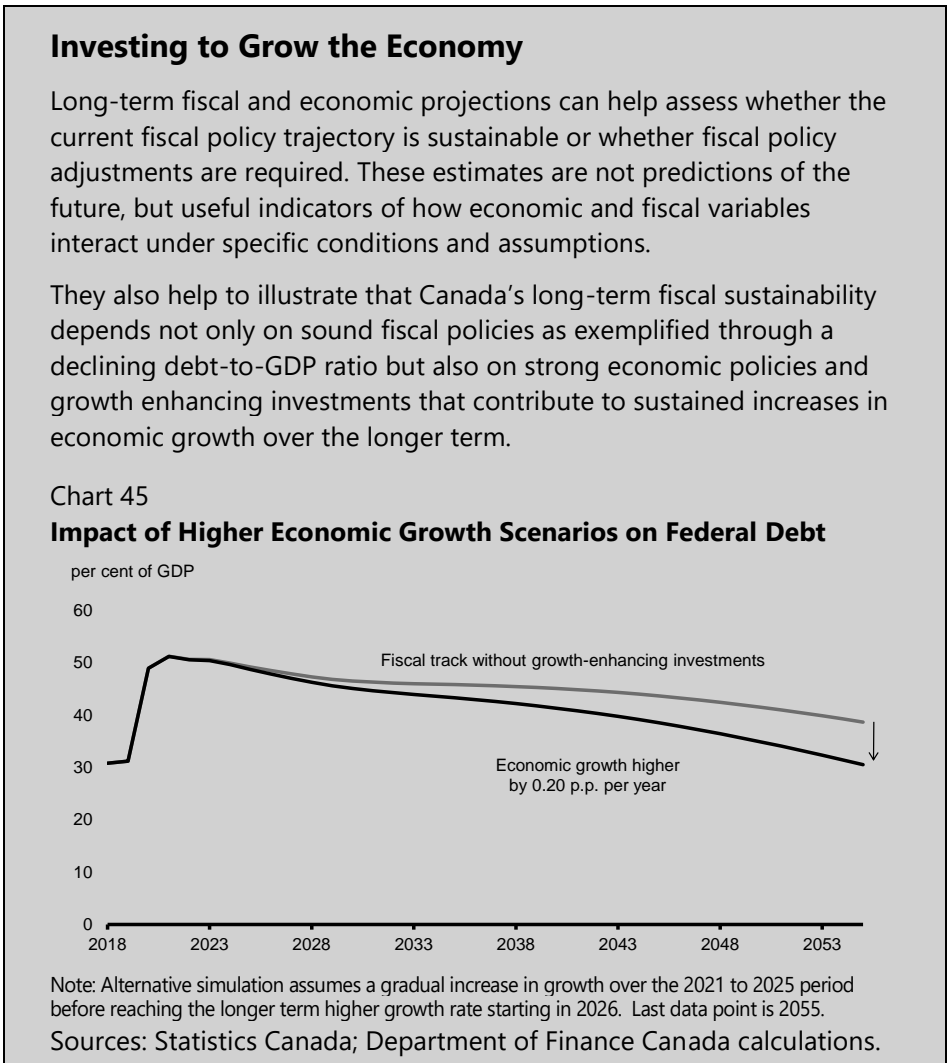 Investing to Grow the Economy
Long-term fiscal and economic projections can help assess whether the
current fiscal policy trajectory is sustainable or whether fiscal policy
adjustments are required. These estimates are not predictions of the
future, but useful indicators of how economic and fiscal variables
interact under specific conditions and assumptions.
They also help to illustrate that Canada's long-term fiscal sustainability
depends not only on sound fiscal policies as exemplified through a
declining debt-to-GDP ratio but also on strong economic policies and
growth enhancing investments that contribute to sustained increases in
economic growth over the longer term.
Chart 45
Impact of Higher Economic Growth Scenarios on Federal Debt
per cent of GDP
60
50
40
30
20
10
0
Fiscal track without growth-enhancing investments
Economic growth higher
by 0.20 p.p. per year
2018 2023 2028 2033 2038 2043 2048 2053
Note: Alternative simulation assumes a gradual increase in growth over the 2021 to 2025 period
before reaching the longer term higher growth rate starting in 2026. Last data point is 2055.
Sources: Statistics Canada; Department of Finance Canada calculations.